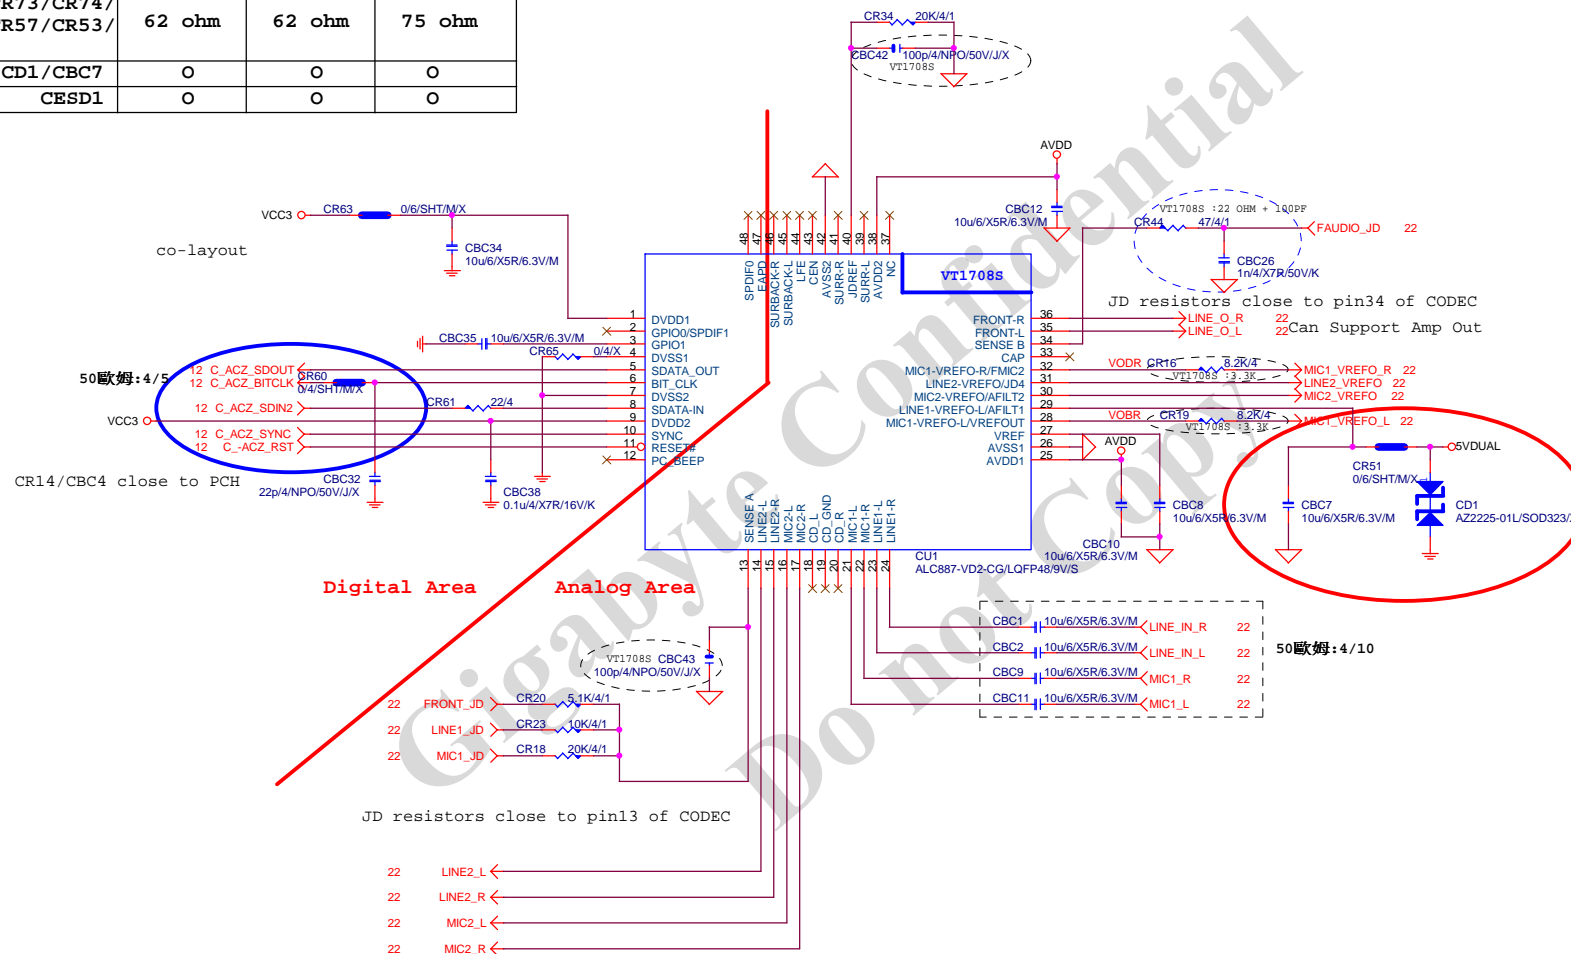 R73/CR74/
R57/CR53/
62 ohm 62 ohm 75 ohm
CD1/CBC7 O O O
CESD1 O O O
CR34 20K/4/1
CBC42 100p/4/NPO/50V/J/X
VT1708S
AVDD
CBC12
10u/6/X5R/6.3V/M
VT1708S :22 OHM + 100PF
CR44 47/4/1
FAUDIO_JD 22
CBC26
1n/4/X7R/50V/K
JD resistors close to pin34 of CODEC
VCC3 CR63 0/6/SHT/M/X
co-layout
CBC34
10u/6/X5R/6.3V/M
48 47 46 45 44 43 42 41 40 39 38 37
SPDIFO
EAPD
SURBACK-R
SURBACK-L
LFE
CEN
AVSS2
SURR-R
JDREF
SURR-L
AVDD2
NC
VT1708S
1 DVDD1
2 GPIO0/SPDIF1
3 GPIO1
4 DVSS1
5 SDATA_OUT
6 BIT_CLK
7 DVSS2
8 SDATA-IN
9 DVDD2
10 SYNC
11 RESET#
12 PC_BEEP
FRONT-R 36
FRONT-L 35
SENSE B 34
CAP 33
MIC1-VREFO-R/FMIC2 32
LINE2-VREFO/JD4 31
MIC2-VREFO/AFILT2 30
LINE1-VREFO-L/AFILT1 29
MIC1-VREFO-L/VREFOUT 28
VREF 27
AVSS1 26
AVDD1 25
LINE_O_R 22
LINE_O_L 22
Can Support Amp Out
VODR CR16 8.2K/4
VT1708S :3.3K
MIC1_VREFO_R 22
LINE2_VREFO 22
MIC2_VREFO 22
VOBR CR19 8.2K/4
VT1708S :3.3K
MIC1_VREFO_L 22
CBC35 10u/6/X5R/6.3V/M
CR65 0/4/X
50歐姆:4/5
12 C_ACZ_SDOUT
12 C_ACZ_BITCLK
CR60
0/4/SHT/M/X
12 C_ACZ_SDIN2
CR61 22/4
VCC3
12 C_ACZ_SYNC
12 C_-ACZ_RST
CR14/CBC4 close to PCH
CBC32
22p/4/NPO/50V/J/X
CBC38
0.1u/4/X7R/16V/K
AVDD
CBC8
10u/6/X5R/6.3V/M
CBC10
10u/6/X5R/6.3V/M
5VDUAL
CR51
0/6/SHT/M/X
CBC7
10u/6/X5R/6.3V/M
CD1
AZ2225-01L/SOD323/
SENSE A
LINE2-L
LINE2-R
MIC2-L
MIC2-R
CD_L
CD_GND
CD_R
MIC1-L
MIC1-R
LINE1-L
LINE1-R
13 14 15 16 17 18 19 20 21 22 23 24
CU1
ALC887-VD2-CG/LQFP48/9V/S
Digital Area Analog Area
CBC1 10u/6/X5R/6.3V/M LINE_IN_R 22
CBC2 10u/6/X5R/6.3V/M LINE_IN_L 22
CBC9 10u/6/X5R/6.3V/M MIC1_R 22
CBC11 10u/6/X5R/6.3V/M MIC1_L 22
50歐姆:4/10
VT1708S CBC43
100p/4/NPO/50V/J/X
22 FRONT_JD CR20 5.1K/4/1
22 LINE1_JD CR23 10K/4/1
22 MIC1_JD CR18 20K/4/1
JD resistors close to pin13 of CODEC
22 LINE2_L
22 LINE2_R
22 MIC2_L
22 MIC2_R
Gigabyte Confidential
Do not Copy